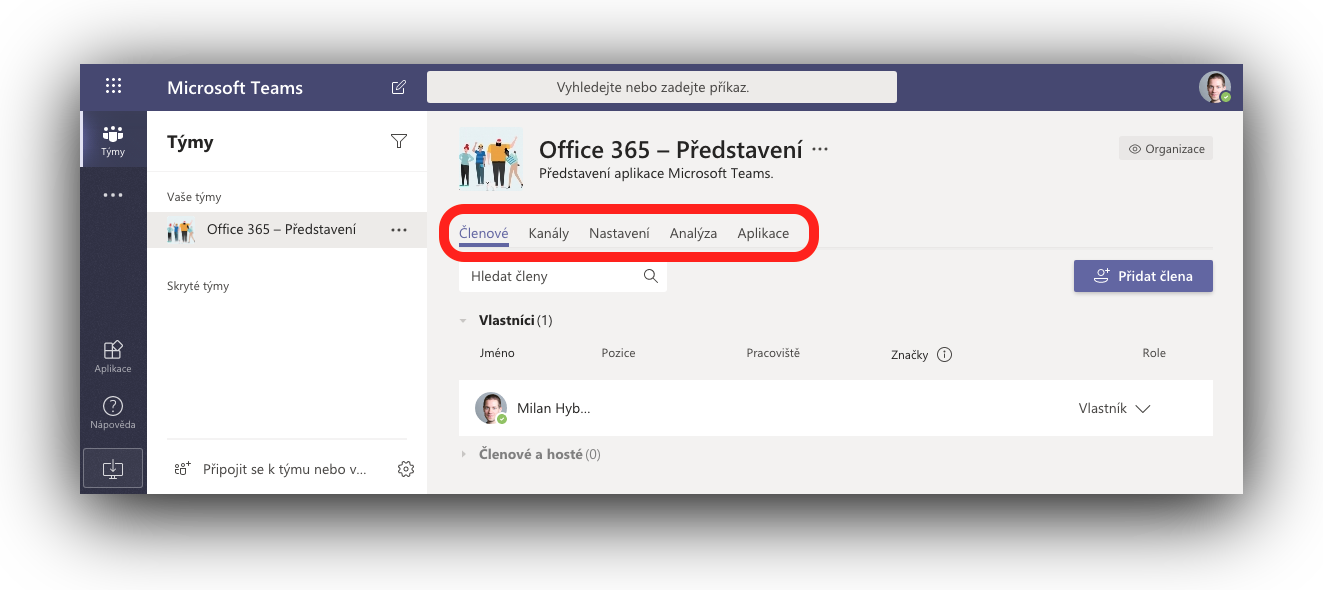 Microsoft Teams
Vyhledejte nebo zadejte příkaz.
Týmy
Aplikace
Nápověda
Týmy
Vaše týmy
Office 365 – Představení
Skryté týmy
Připojit se k týmu nebo v...
Office 365 – Představení
Organizace
Představení aplikace Microsoft Teams.
Členové Kanály Nastavení Analýza Aplikace
Hledat členy
Přidat člena
Vlastníci (1)
Jméno Pozice Pracoviště Značky Role
Milan Hyb... Vlastník
Členové a hosté (0)